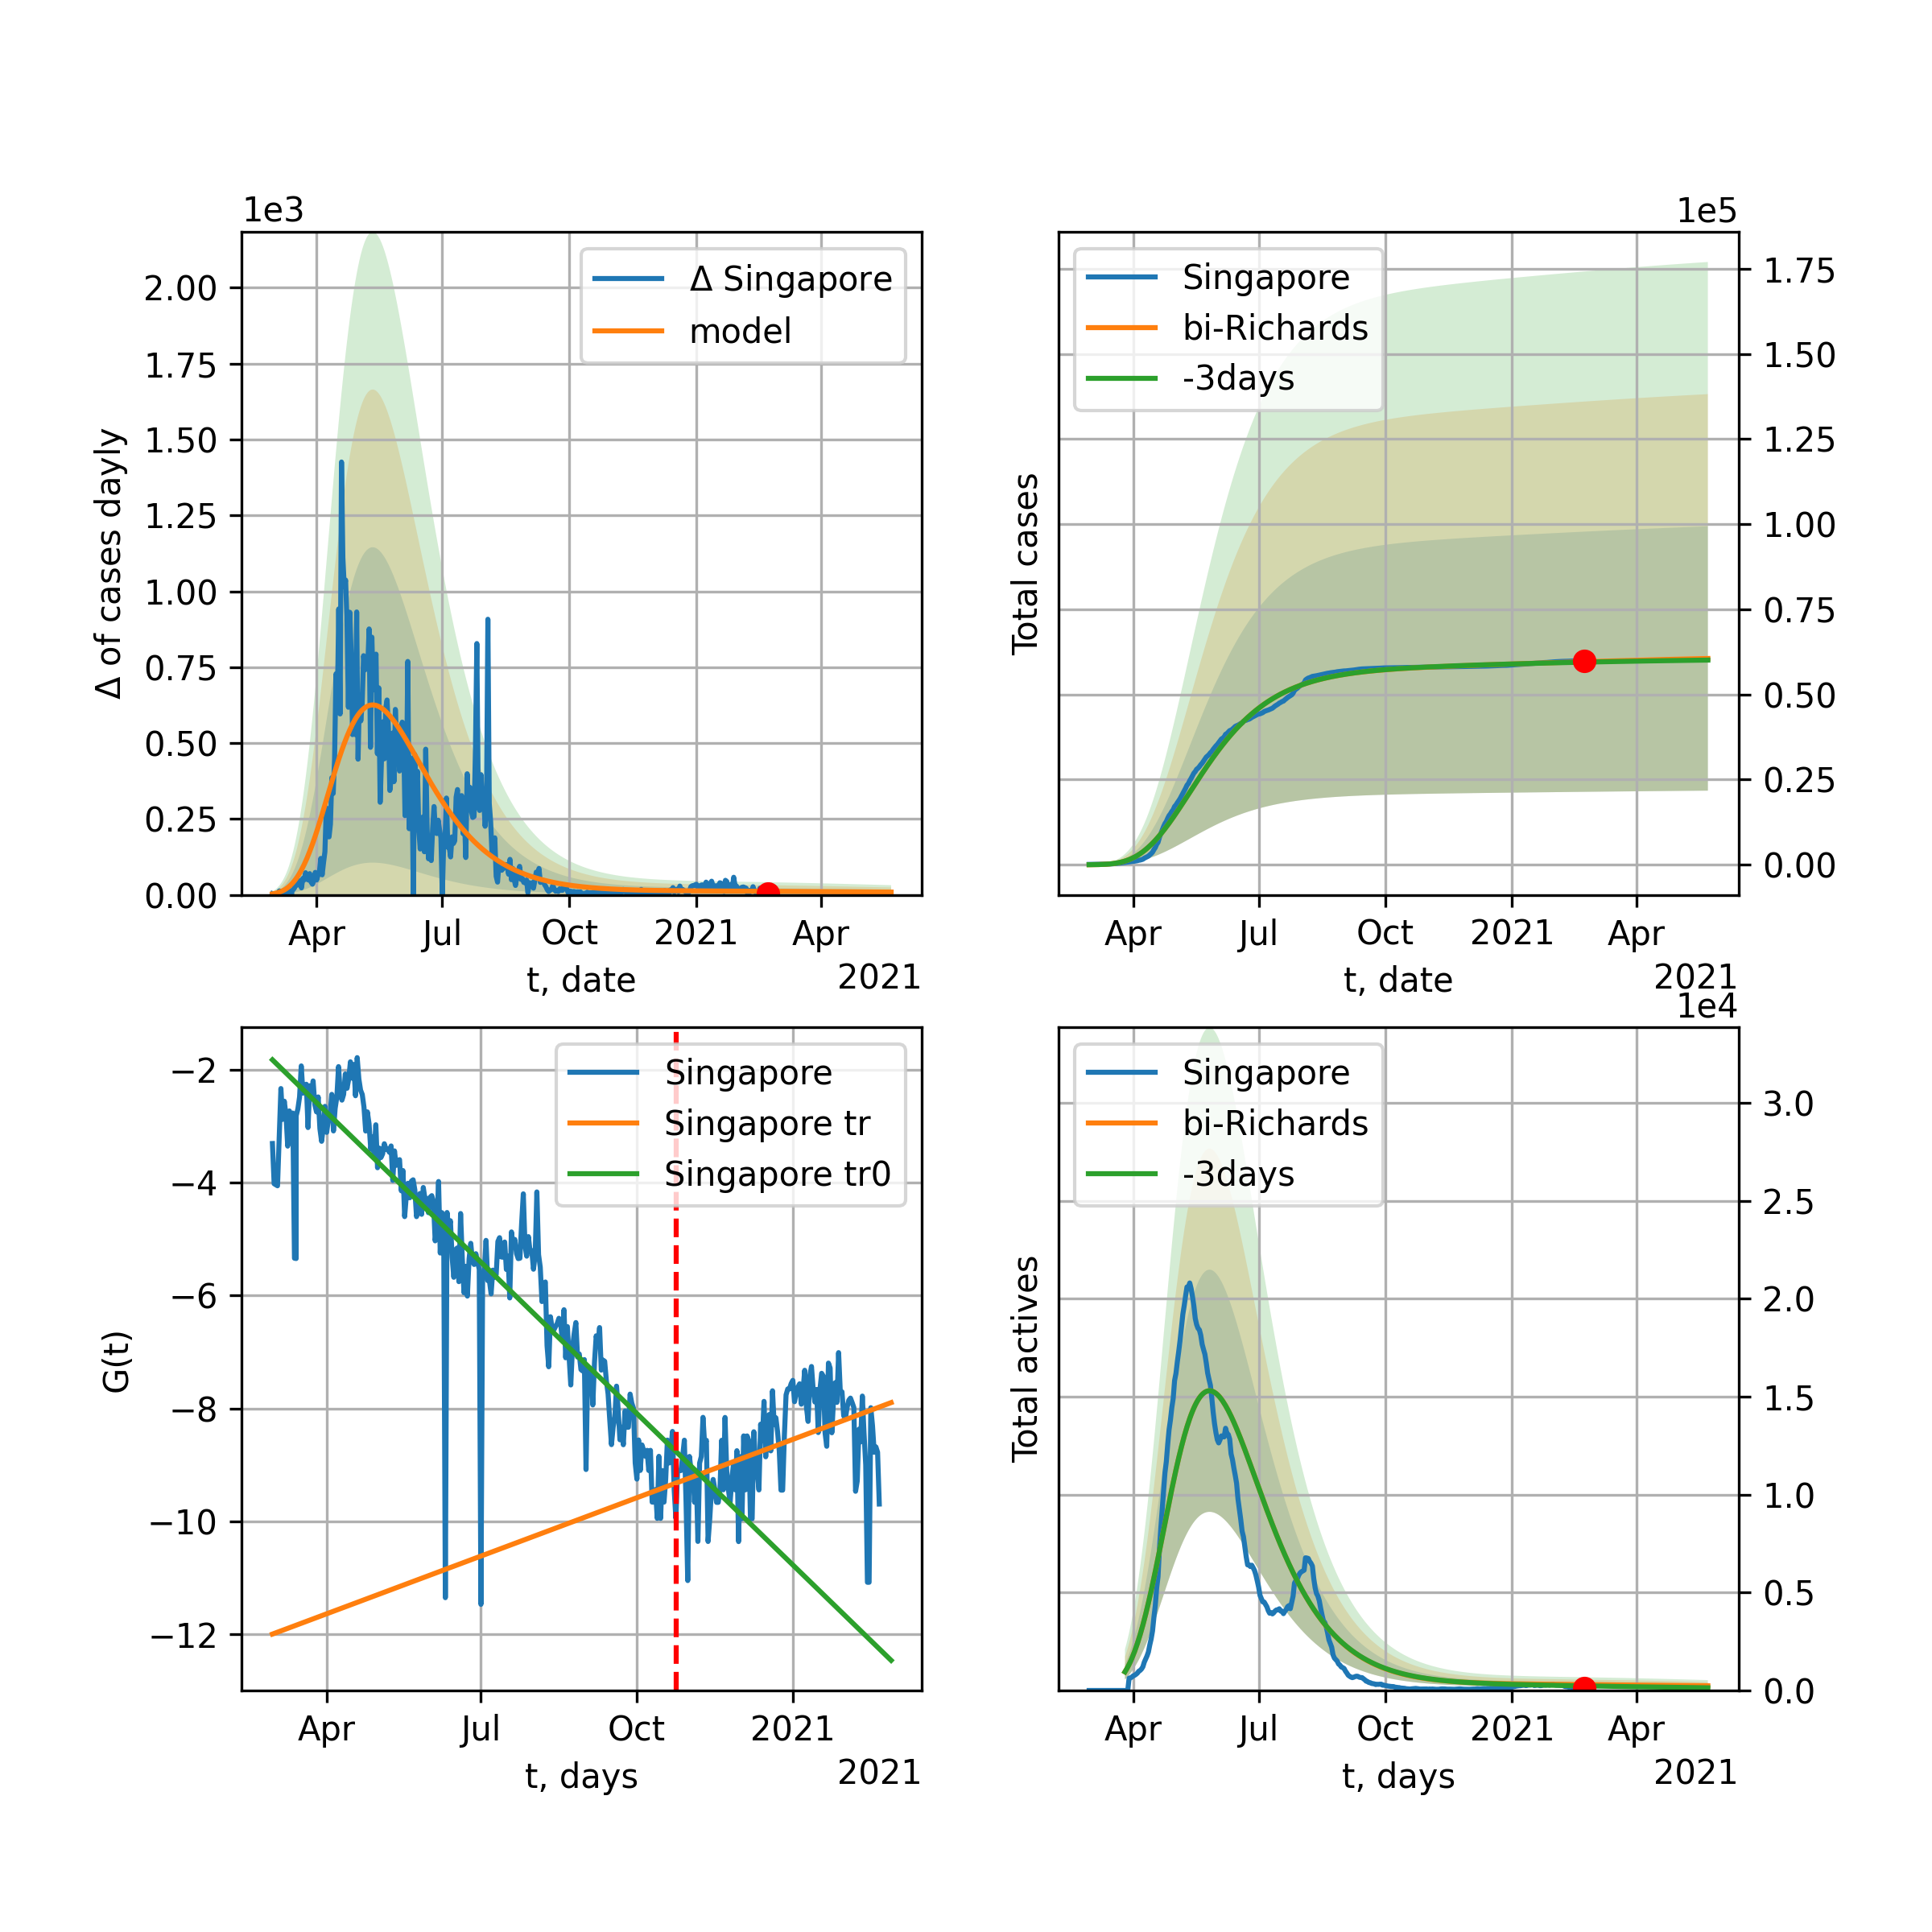 1e3
Δ of cases dayly
2.00
1.75
1.50
1.25
1.00
0.75
0.50
0.25
0.00
Δ Singapore
model
Apr Jul Oct 2021 Apr
t, date
2021
1e5
Total cases
Singapore
bi-Richards
-3days
1.75
1.50
1.25
1.00
0.75
0.50
0.25
0.00
Apr Jul Oct 2021 Apr
t, date
2021
G(t)
−2
−4
−6
−8
−10
−12
Singapore
Singapore tr
Singapore tr0
Apr Jul Oct 2021
t, days
2021
1e4
Total actives
Singapore
bi-Richards
-3days
3.0
2.5
2.0
1.5
1.0
0.5
0.0
Apr Jul Oct 2021 Apr
t, days
2021